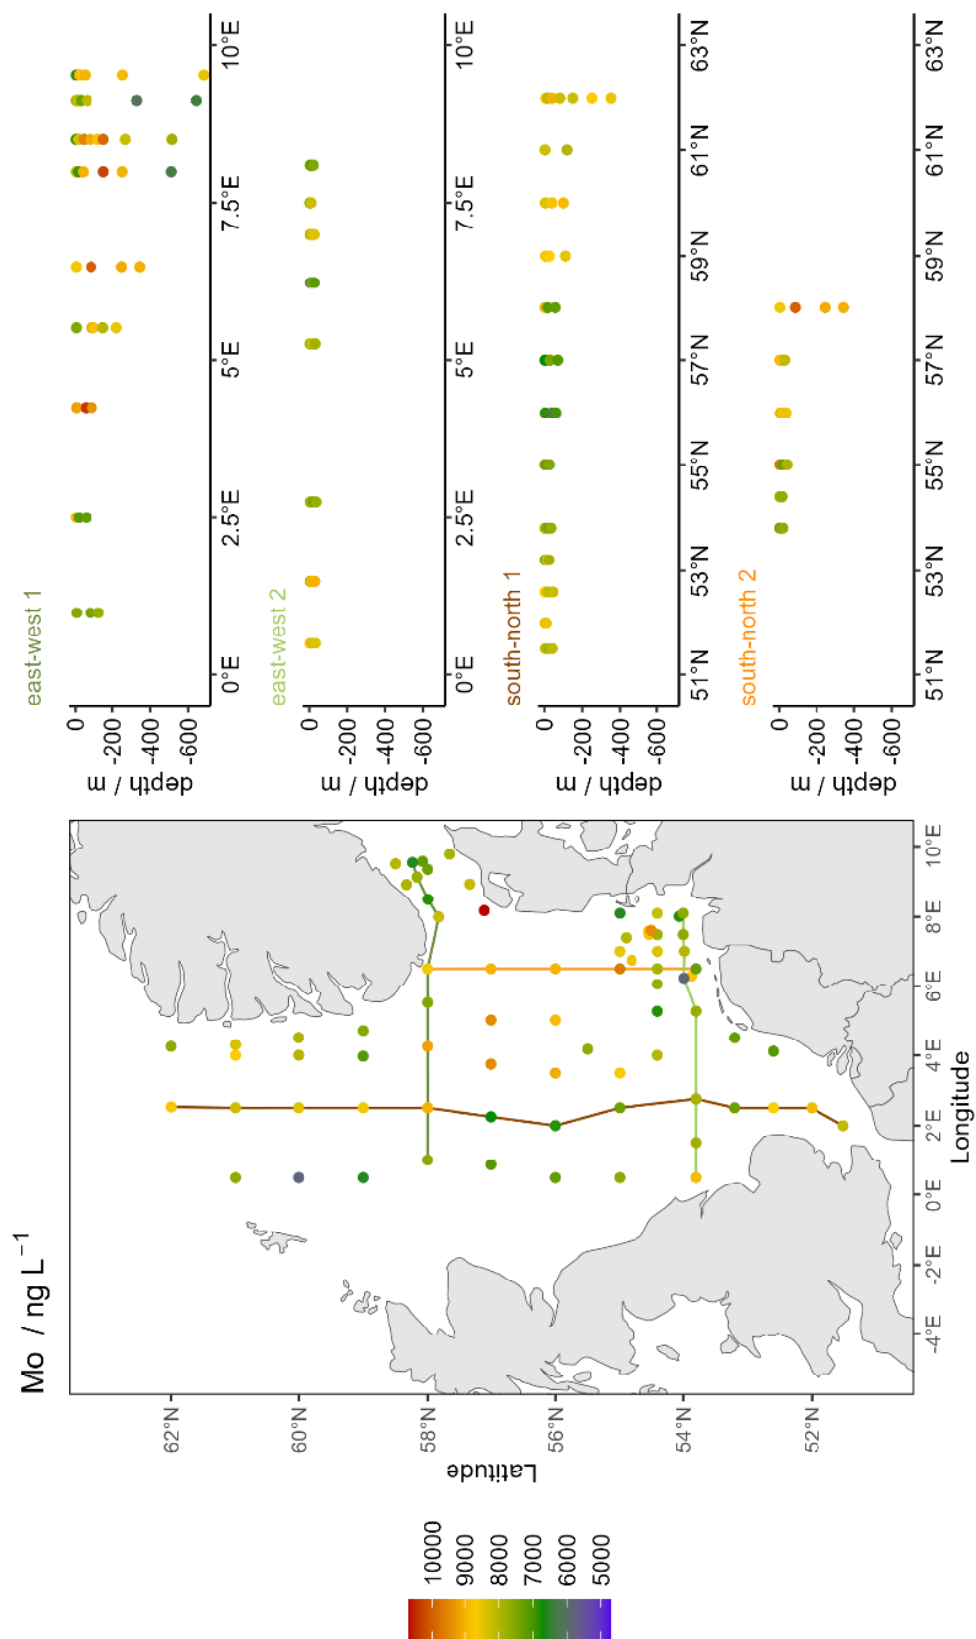 Mo / ng L⁻¹
10000
9000
8000
7000
6000
5000
Latitude
62°N
60°N
58°N
56°N
54°N
52°N
-4°E
-2°E
0°E
2°E
4°E
6°E
8°E
10°E
Longitude
east-west 1
depth / m
0
-200
-400
-600
0°E
2.5°E
5°E
7.5°E
10°E
east-west 2
depth / m
0
-200
-400
-600
0°E
2.5°E
5°E
7.5°E
10°E
south-north 1
depth / m
0
-200
-400
-600
51°N
53°N
55°N
57°N
59°N
61°N
63°N
south-north 2
depth / m
0
-200
-400
-600
51°N
53°N
55°N
57°N
59°N
61°N
63°N